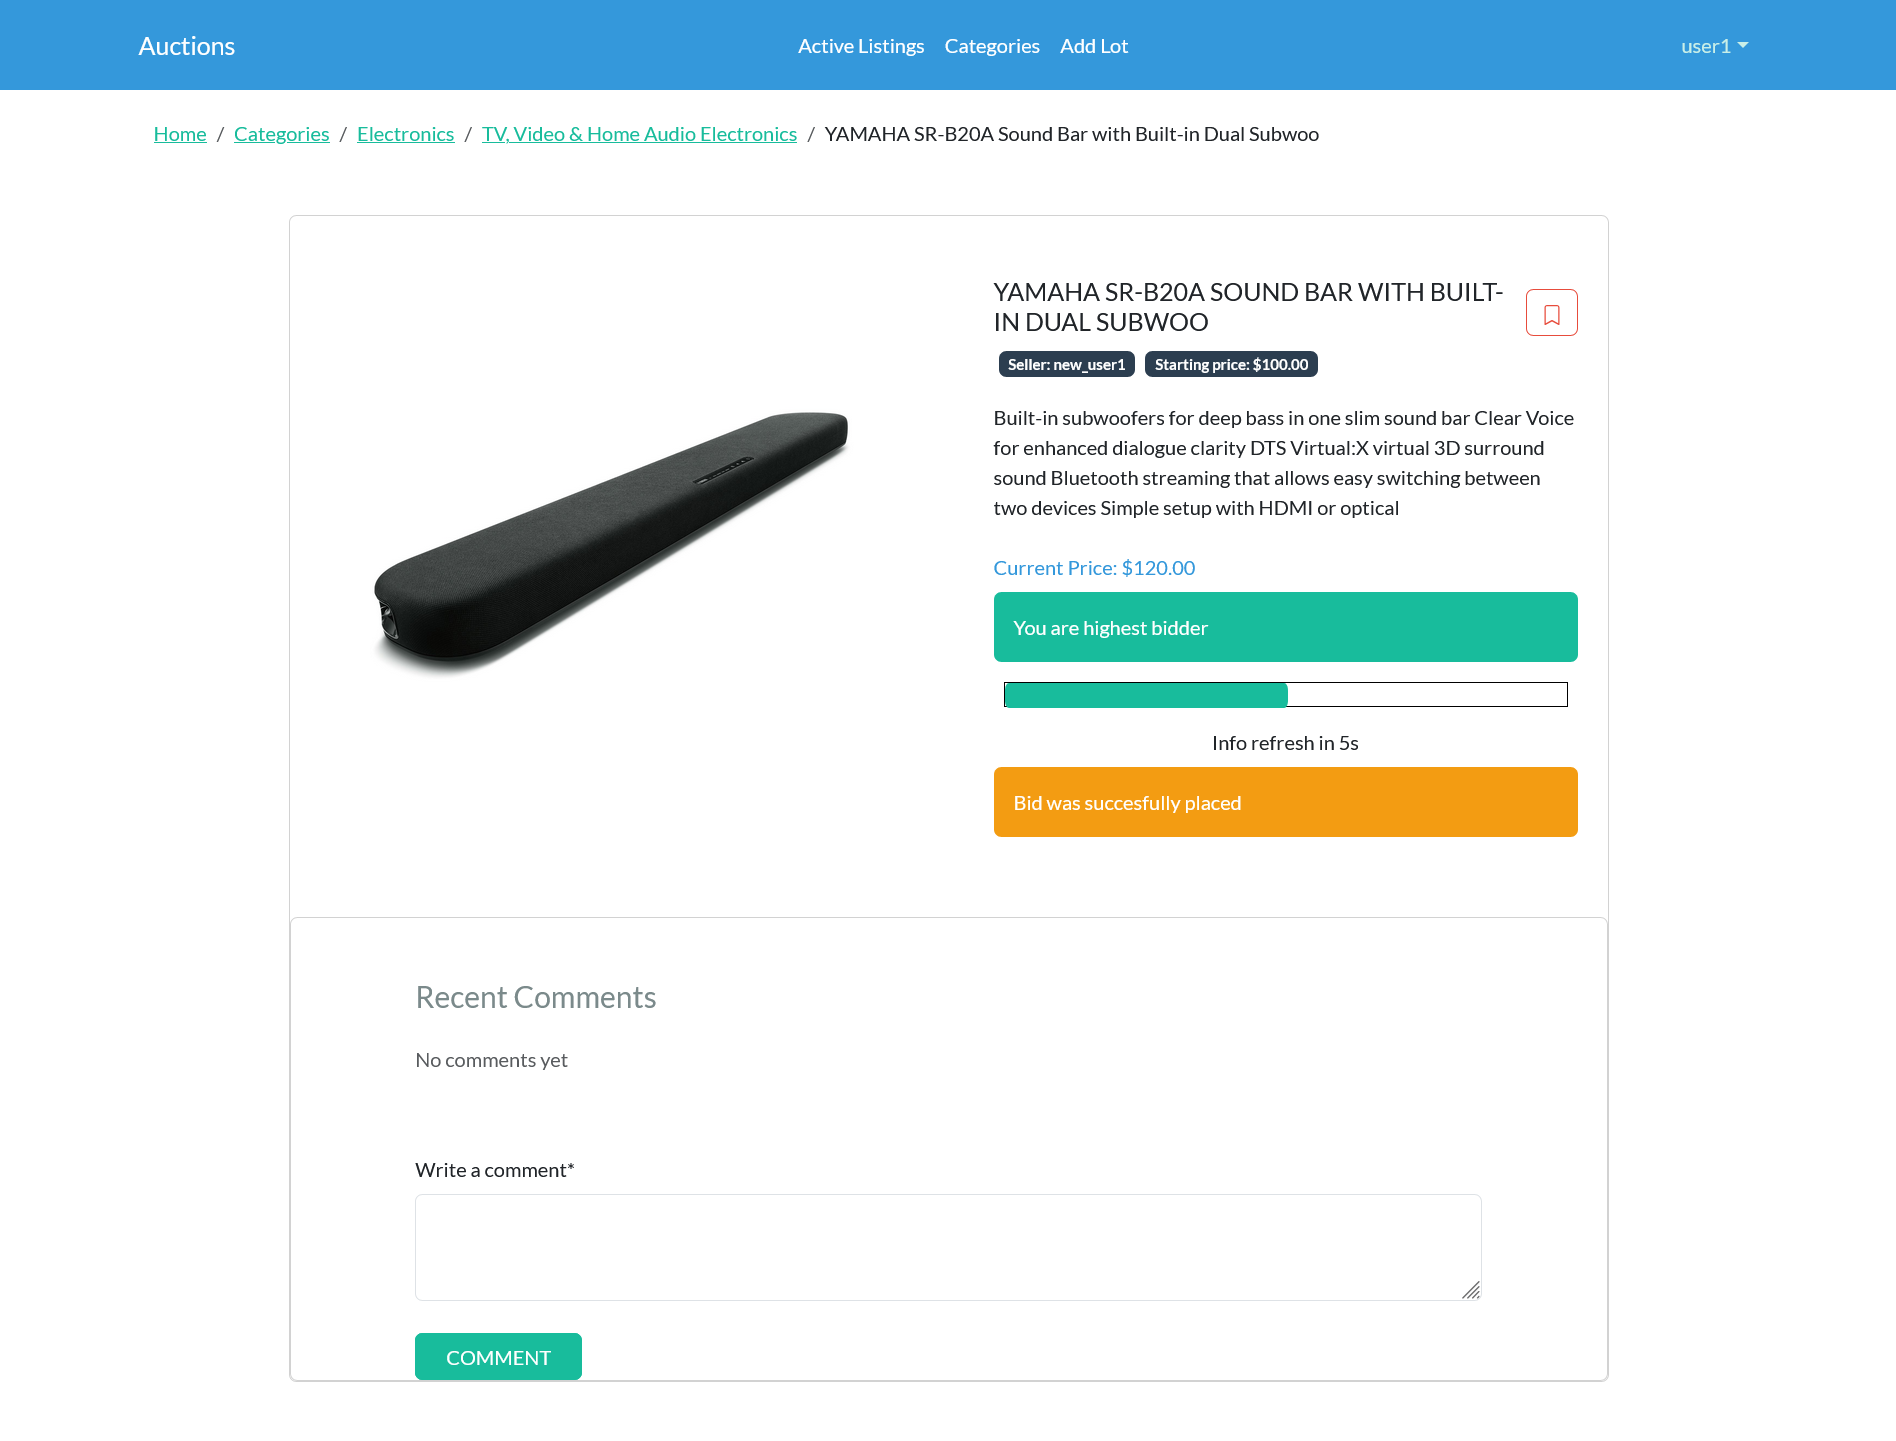 Auctions
Active Listings Categories Add Lot
user1
Home / Categories / Electronics / TV, Video & Home Audio Electronics / YAMAHA SR-B20A Sound Bar with Built-in Dual Subwoo
YAMAHA SR-B20A SOUND BAR WITH BUILT-
IN DUAL SUBWOO
Seller: new_user1 Starting price: $100.00
Built-in subwoofers for deep bass in one slim sound bar Clear Voice
for enhanced dialogue clarity DTS Virtual:X virtual 3D surround
sound Bluetooth streaming that allows easy switching between
two devices Simple setup with HDMI or optical
Current Price: $120.00
You are highest bidder
Info refresh in 5s
Bid was succesfully placed
Recent Comments
No comments yet
Write a comment*
COMMENT